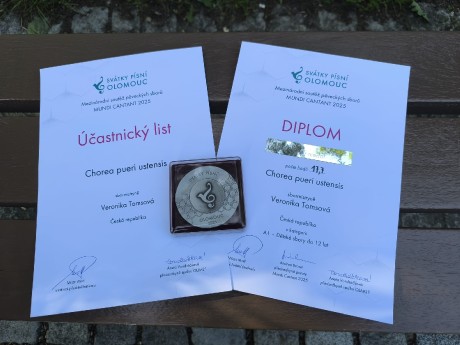 SVÁTKY PÍSNÍ
OLOMOUC
Mezinárodní soutěž pěveckých sborů
MUNDI CANTANT 2025
Účastnický list
Chorea pueri ustensis
sbormistryně
Veronika Tomsová
Česká republika
SVÁTKY PÍSNÍ
OLOMOUC
Mezinárodní soutěž pěveckých sborů
MUNDI CANTANT 2025
DIPLOM
Chorea pueri ustensis
sbormistryně
Veronika Tomsová
Česká republika
v kategorii
A1 - Dětské sbory do 12 let